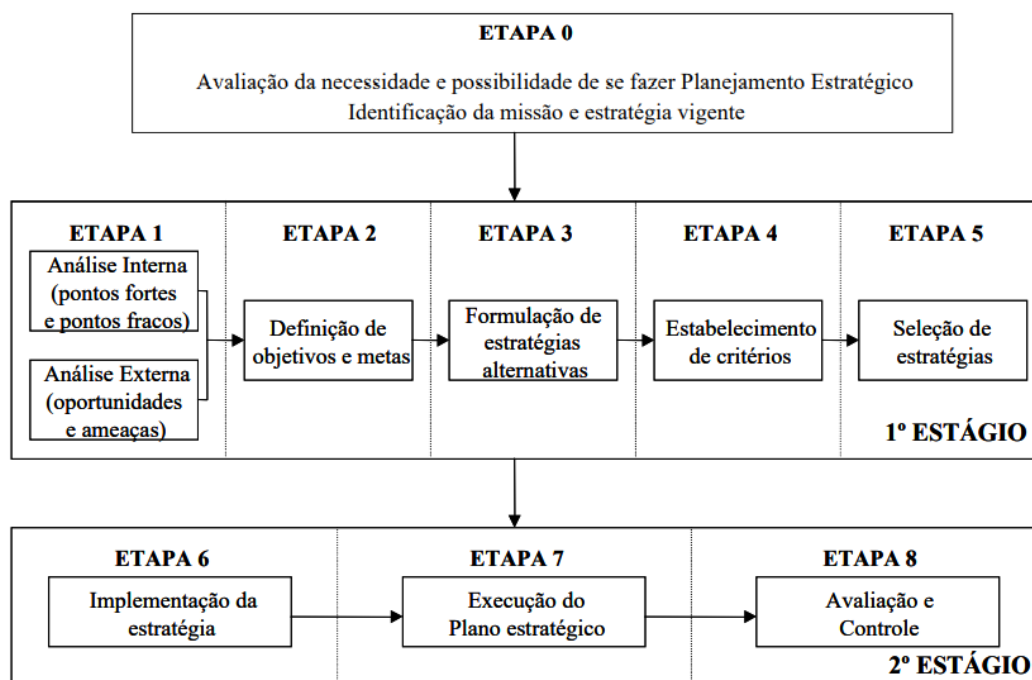 ETAPA 0
Avaliação da necessidade e possibilidade de se fazer Planejamento Estratégico
Identificação da missão e estratégia vigente
ETAPA 1
Análise Interna
(pontos fortes
e pontos fracos)
Análise Externa
(oportunidades
e ameaças)
ETAPA 2
Definição de
objetivos e metas
ETAPA 3
Formulação de
estratégias
alternativas
ETAPA 4
Estabelecimento
de critérios
ETAPA 5
Seleção de
estratégias
1º ESTÁGIO
ETAPA 6
Implementação da
estratégia
ETAPA 7
Execução do
Plano estratégico
ETAPA 8
Avaliação e
Controle
2º ESTÁGIO